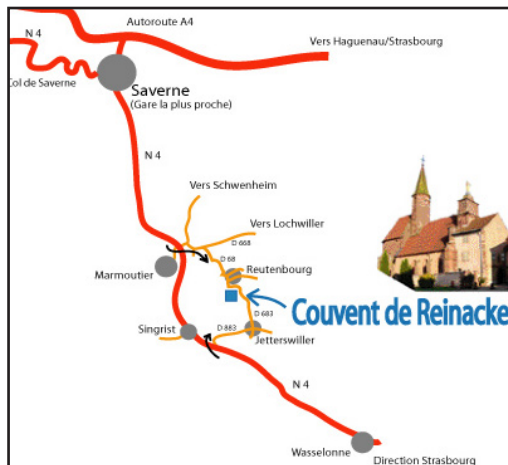 Autoroute A4
N 4
Vers Haguenau/Strasbourg
Col de Saverne
Saverne
(Gare la plus proche)
N 4
Vers Schwenheim
Vers Lochwiller
D 668
D 68
Marmoutier
Reutenbourg
Couvent de Reinacke
D 683
Singrist
D 883
Jetterswiller
N 4
Wasselonne
Direction Strasbourg